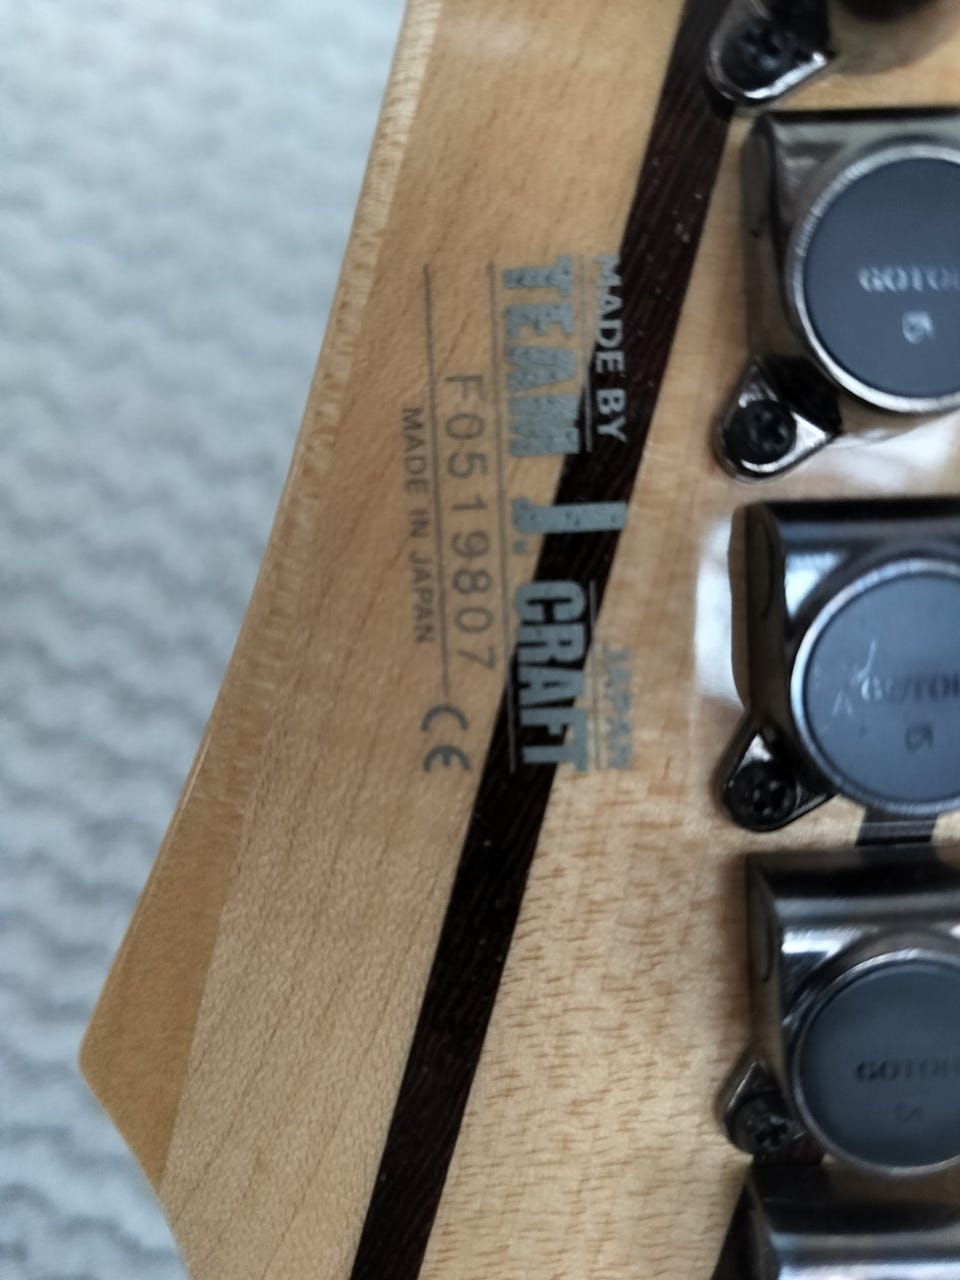 MADE BY
TEAM J. CRAFT
JAPAN
F0519807
MADE IN JAPAN
CE
GOTOH
GOTOH
GOTOH